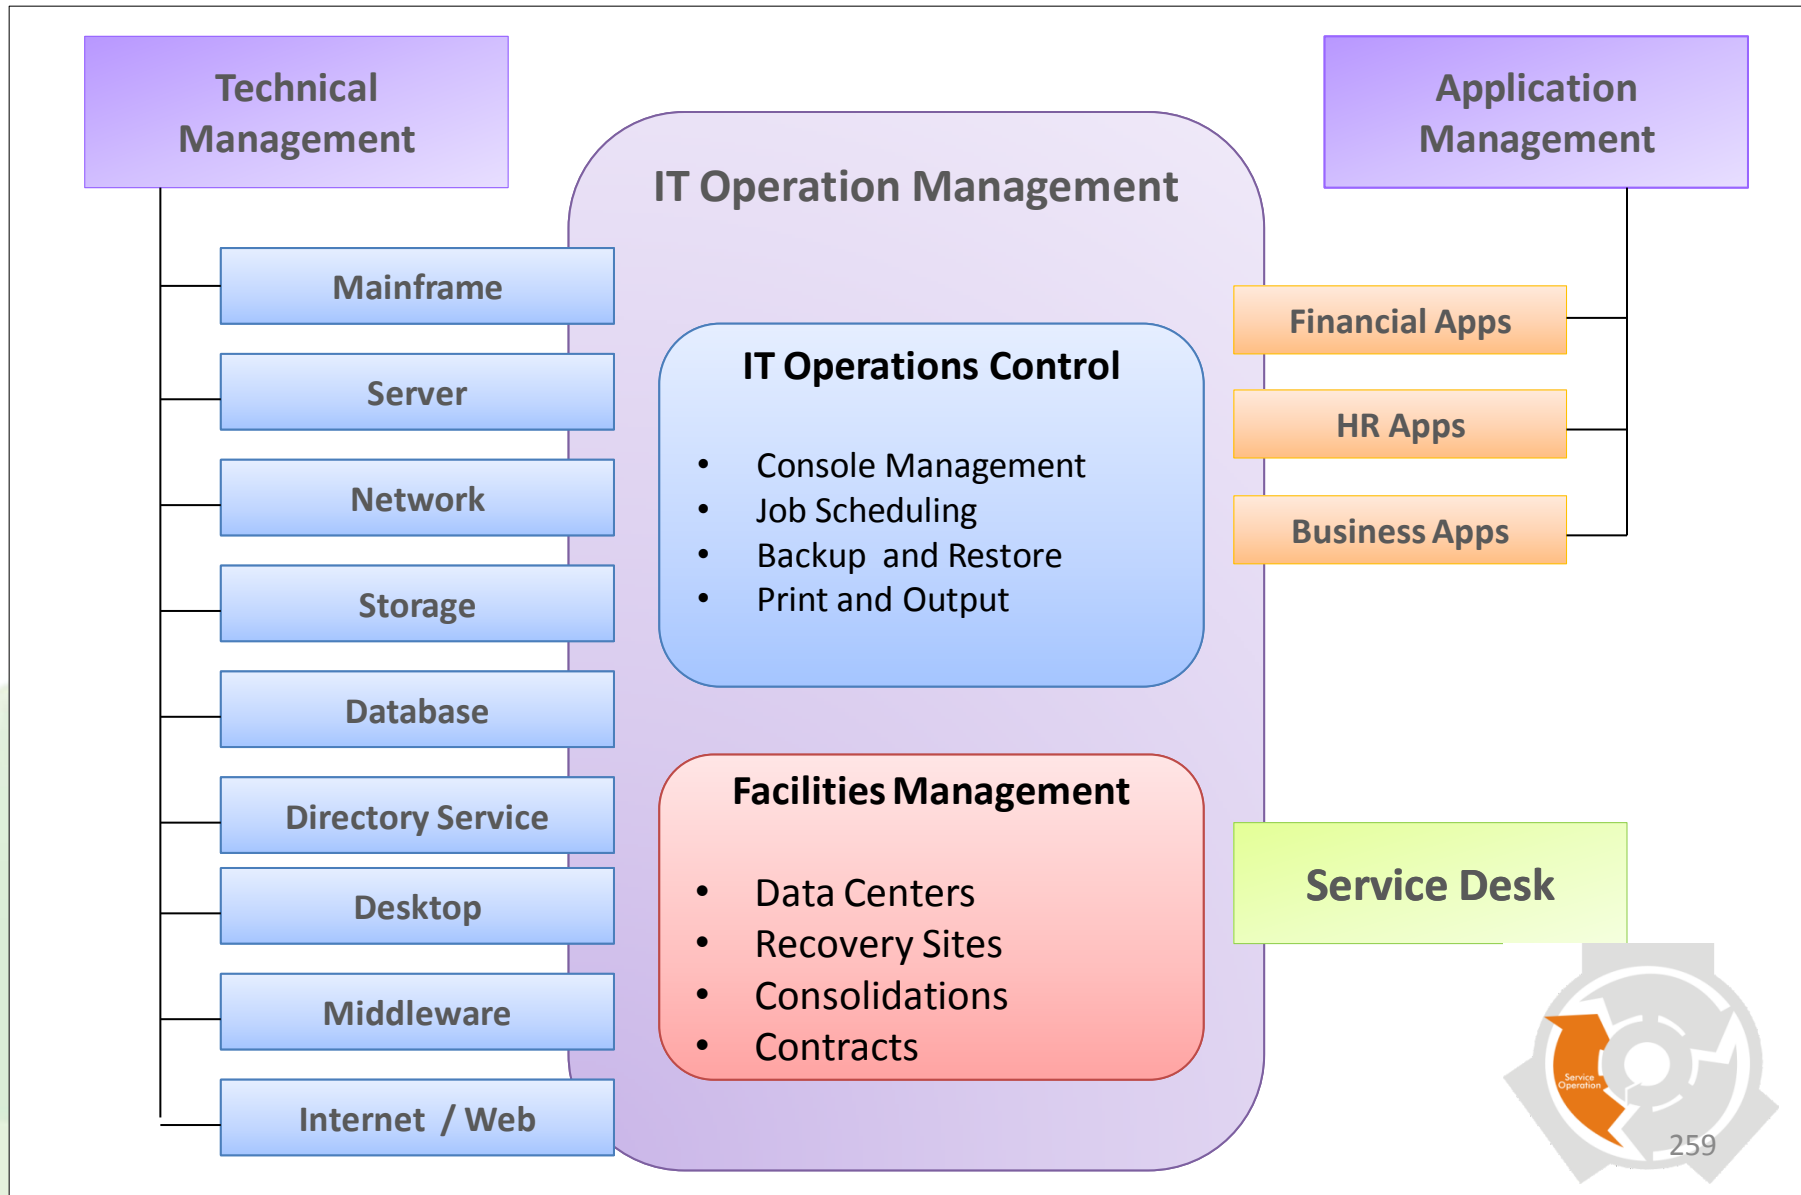 Technical
Management
Mainframe
Server
Network
Storage
Database
Directory Service
Desktop
Middleware
Internet / Web
IT Operation Management
IT Operations Control
• Console Management
• Job Scheduling
• Backup and Restore
• Print and Output
Facilities Management
• Data Centers
• Recovery Sites
• Consolidations
• Contracts
Application
Management
Financial Apps
HR Apps
Business Apps
Service Desk
Service
Operation
259